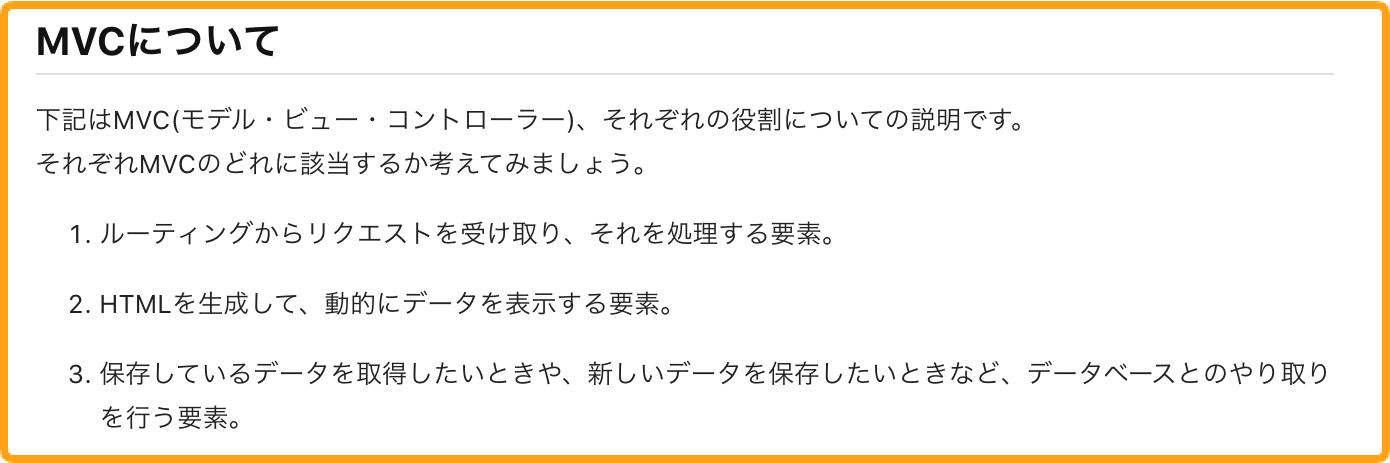 MVCについて
下記はMVC(モデル・ビュー・コントローラー)、それぞれの役割についての説明です。
それぞれMVCのどれに該当するか考えてみましょう。
1. ルーティングからリクエストを受け取り、それを処理する要素。
2. HTMLを生成して、動的にデータを表示する要素。
3. 保存しているデータを取得したいときや、新しいデータを保存したいときなど、データベースとのやり取り
を行う要素。